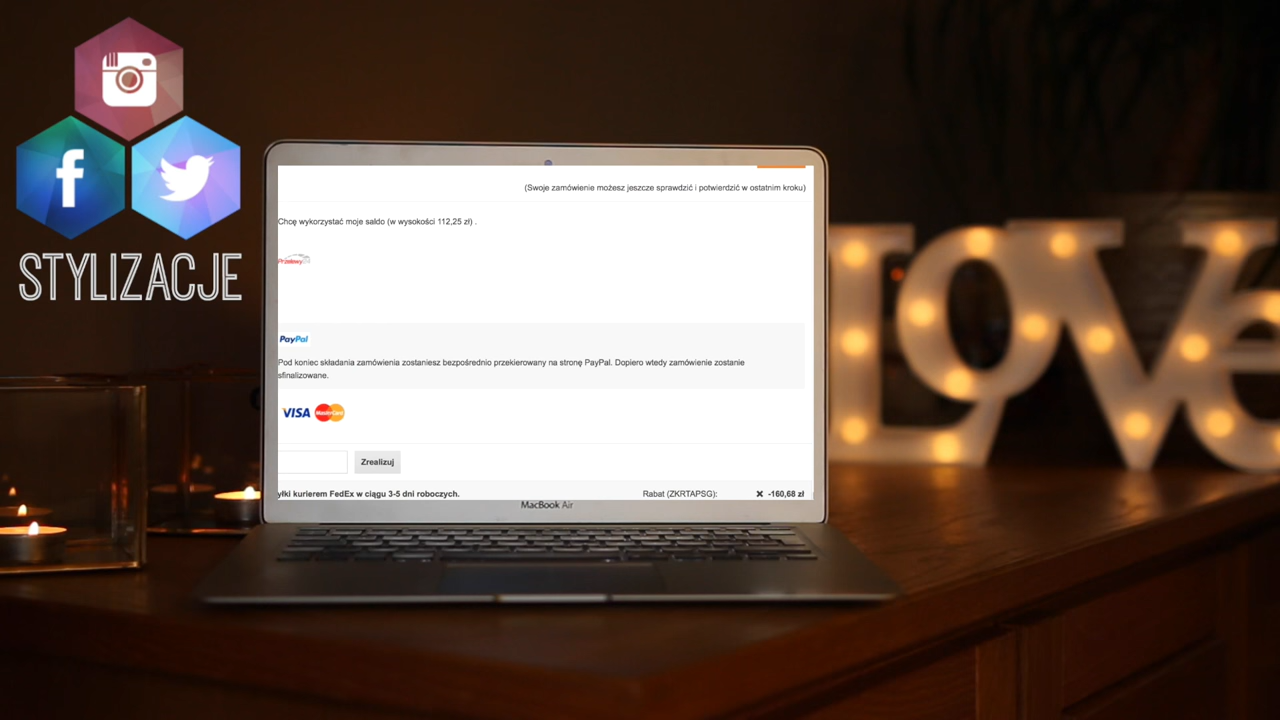 STYLIZACJE
(Swoje zamówienie możesz jeszcze sprawdzić i potwierdzić w ostatnim kroku)
Chcę wykorzystać moje saldo (w wysokości 112,25 zł) .
Przelewy24
PayPal
Pod koniec składania zamówienia zostaniesz bezpośrednio przekierowany na stronę PayPal. Dopiero wtedy zamówienie zostanie
sfinalizowane.
VISA MasterCard
Zrealizuj
yłki kurierem FedEx w ciągu 3-5 dni roboczych. Rabat (ZKRTAPSG): ✖ -160,68 zł
MacBook Air
LOVe